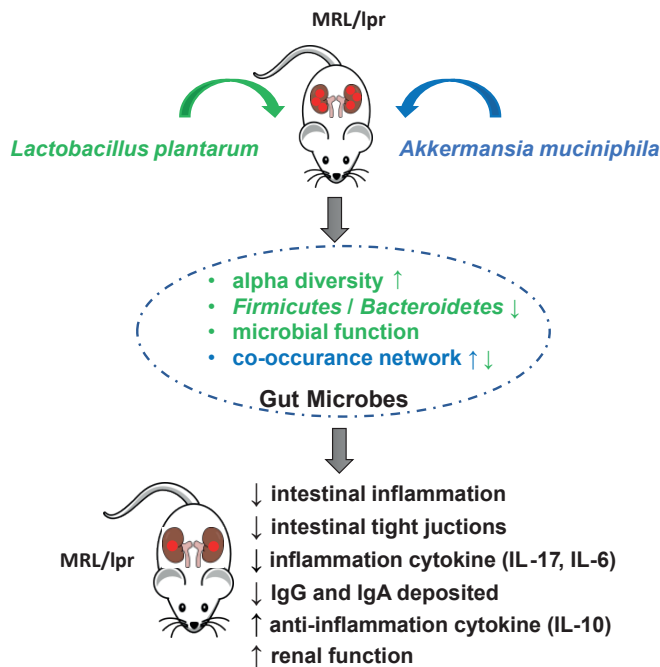 MRL/lpr
Lactobacillus plantarum
Akkermansia muciniphila
• alpha diversity ↑
• Firmicutes / Bacteroidetes ↓
• microbial function
• co-occurance network ↑↓
Gut Microbes
MRL/lpr
↓ intestinal inflammation
↓ intestinal tight juctions
↓ inflammation cytokine (IL-17, IL-6)
↓ IgG and IgA deposited
↑ anti-inflammation cytokine (IL-10)
↑ renal function